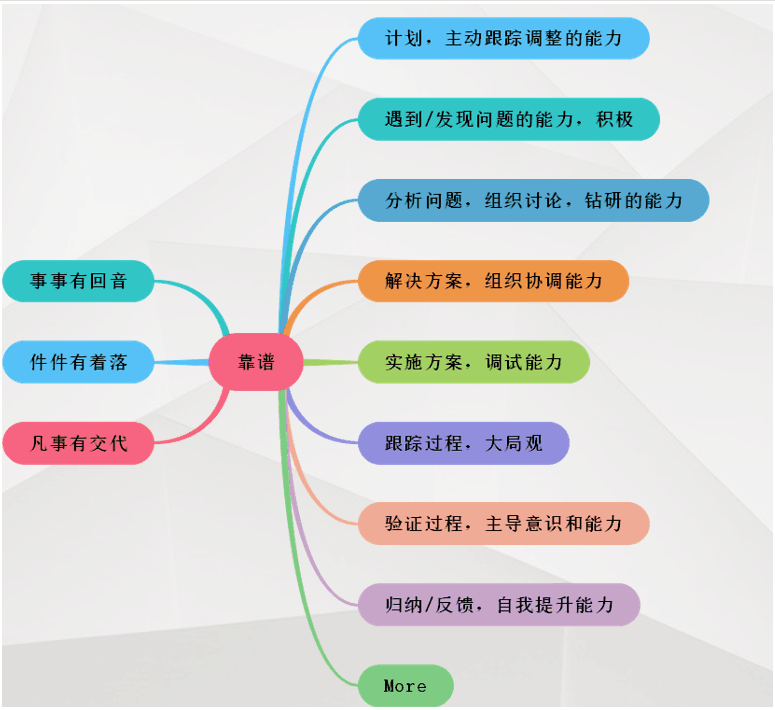 计划，主动跟踪调整的能力
遇到/发现问题的能力，积极
分析问题，组织讨论，钻研的能力
事事有回音
解决方案，组织协调能力
件件有着落
靠谱
实施方案，调试能力
凡事有交代
跟踪过程，大局观
验证过程，主导意识和能力
归纳/反馈，自我提升能力
More